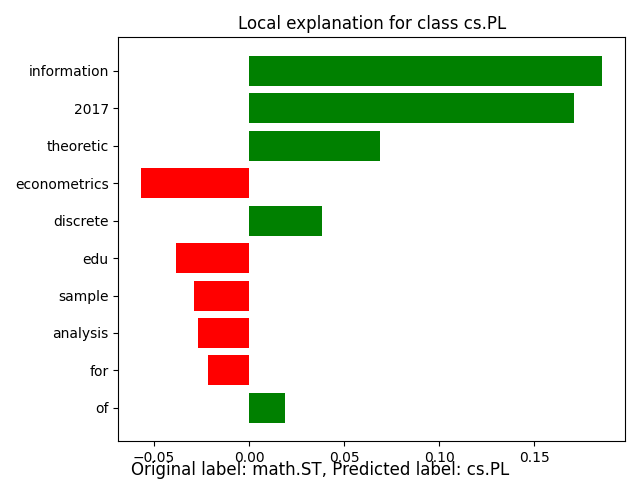 Local explanation for class cs.PL
information
2017
theoretic
econometrics
discrete
edu
sample
analysis
for
of
−0.05 0.00 0.05 0.10 0.15
Original label: math.ST, Predicted label: cs.PL